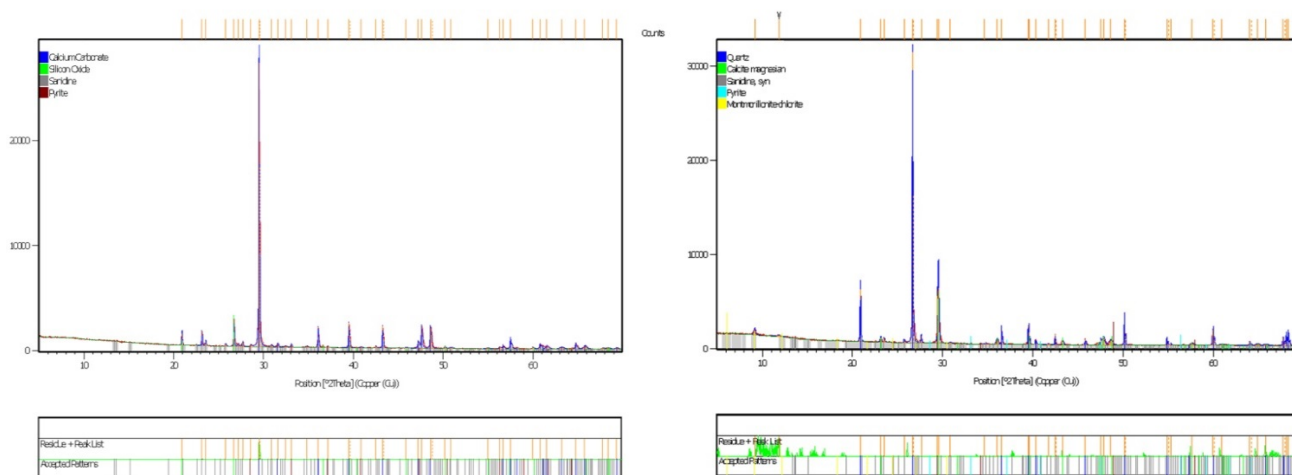 Calcium Carbonate
Silicon Oxide
Sanidine
Pyrite
20000
10000
0
10
20
30
40
50
60
Position [°2Theta] (Copper (Cu))
Residue + Peak List
Accepted Patterns
Counts
Quartz
Calcite magnesian
Sanidine, syn
Pyrite
Montmorillonite-chlorite
30000
20000
10000
0
10
20
30
40
50
60
Position [°2Theta] (Copper (Cu))
Residue + Peak List
Accepted Patterns